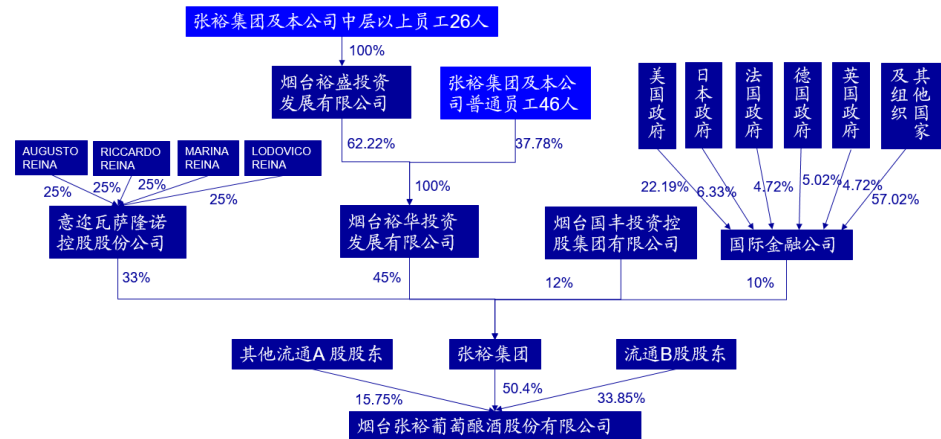 张裕集团及本公司中层以上员工26人
100%
烟台裕盛投资
发展有限公司
张裕集团及本公
司普通员工46人
美国政府
日本政府
法国政府
德国政府
英国政府
其他国家
及组织
62.22%
37.78%
AUGUSTO
REINA
RICCARDO
REINA
MARINA
REINA
LODOVICO
REINA
25%
25%
25%
25%
100%
22.19%
6.33%
4.72%
5.02%
4.72%
57.02%
意迩瓦萨隆诺
控股股份公司
烟台裕华投资
发展有限公司
烟台国丰投资控
股集团有限公司
国际金融公司
33%
45%
12%
10%
其他流通A 股股东
张裕集团
流通B股股东
15.75%
50.4%
33.85%
烟台张裕葡萄酿酒股份有限公司